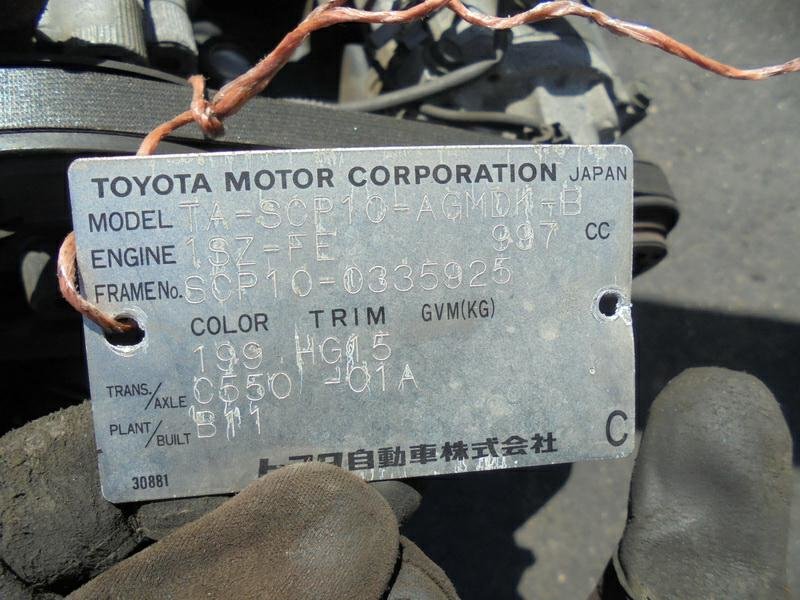 TOYOTA MOTOR CORPORATION JAPAN
MODEL TA-SCP10-AGMDK-B
ENGINE 1SZ-FE 997 CC
FRAME No. SCP10-0335925
COLOR TRIM GVM(KG)
199 HG15
TRANS./AXLE C550 -01A
PLANT/BUILT B11
C
トヨタ自動車株式会社
30881